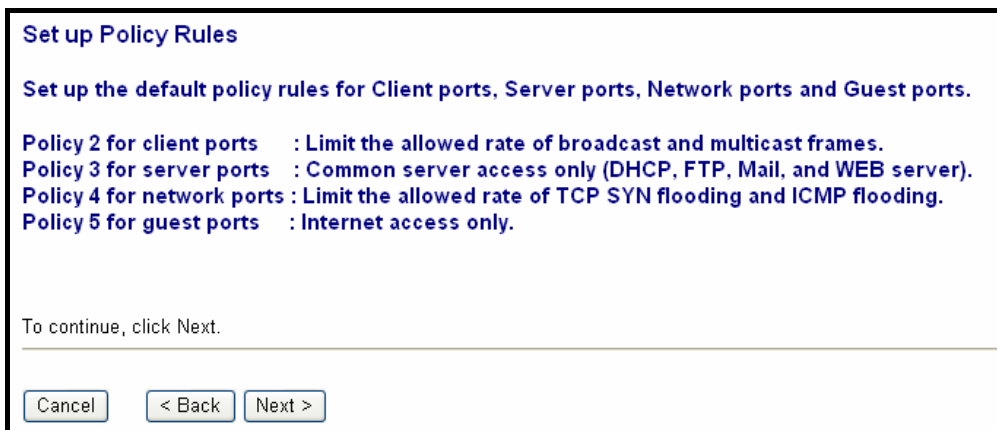 Set up Policy Rules
Set up the default policy rules for Client ports, Server ports, Network ports and Guest ports.
Policy 2 for client ports : Limit the allowed rate of broadcast and multicast frames.
Policy 3 for server ports : Common server access only (DHCP, FTP, Mail, and WEB server).
Policy 4 for network ports : Limit the allowed rate of TCP SYN flooding and ICMP flooding.
Policy 5 for guest ports : Internet access only.
To continue, click Next.
Cancel < Back Next >